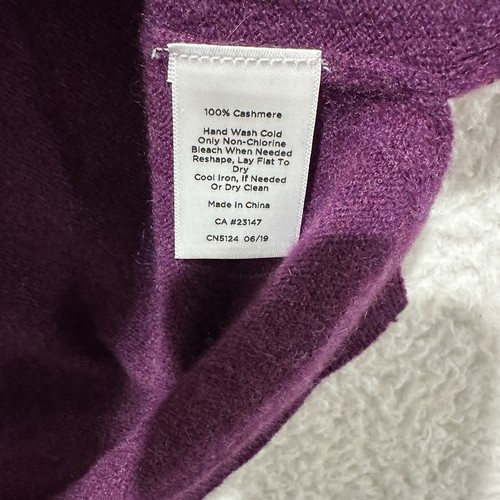 100% Cashmere
Hand Wash Cold
Only Non-Chlorine
Bleach When Needed
Reshape, Lay Flat To
Dry
Cool Iron, If Needed
Or Dry Clean
Made In China
CA #23147
CN5124 06/19